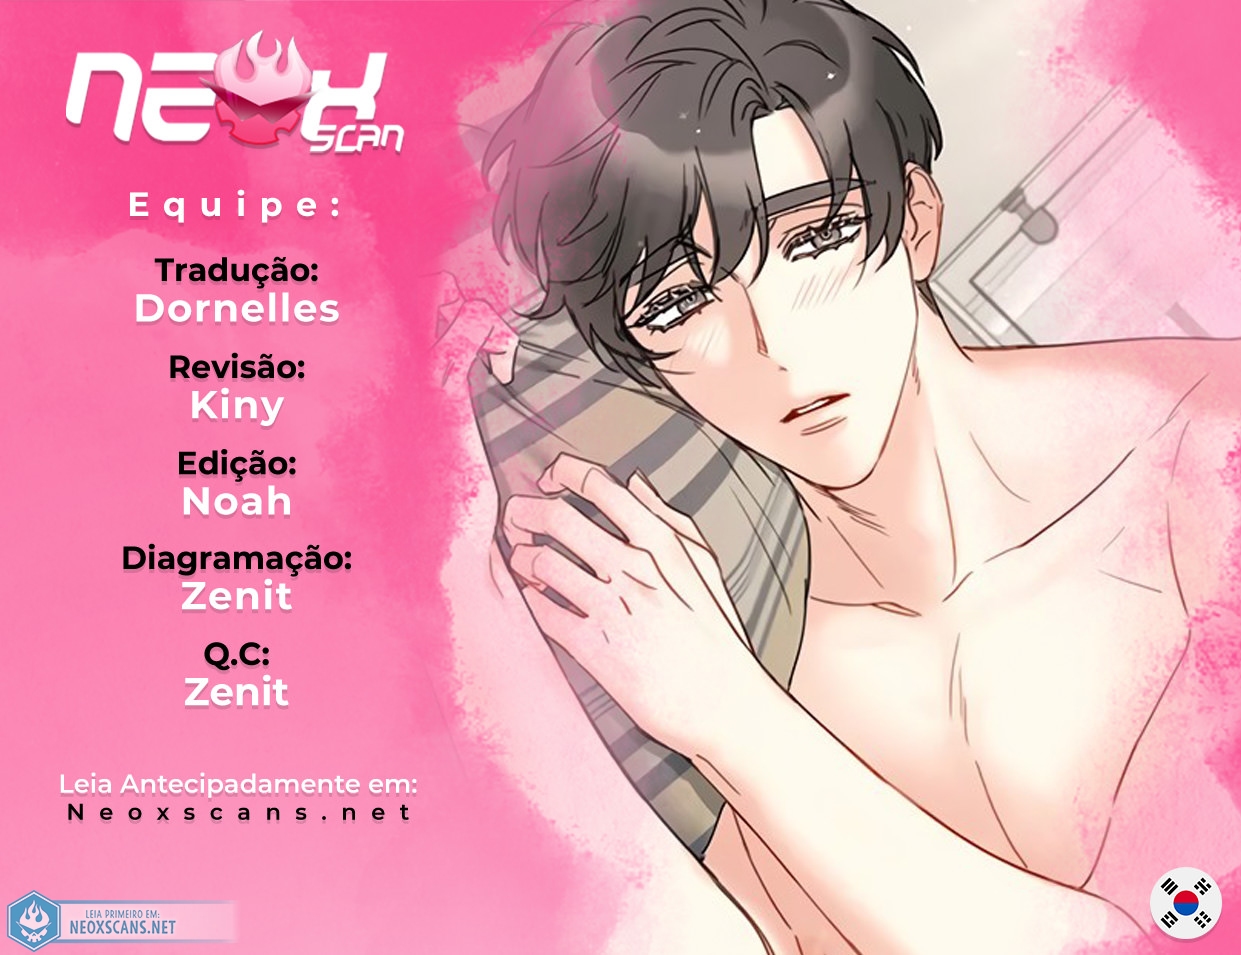 NEOX
SCAN
Equipe:
Tradução:
Dornelles
Revisão:
Kiny
Edição:
Noah
Diagramação:
Zenit
Q.C:
Zenit
Leia Antecipadamente em:
Neoxscans.net
LEIA PRIMEIRO EM:
NEOXSCANS.NET